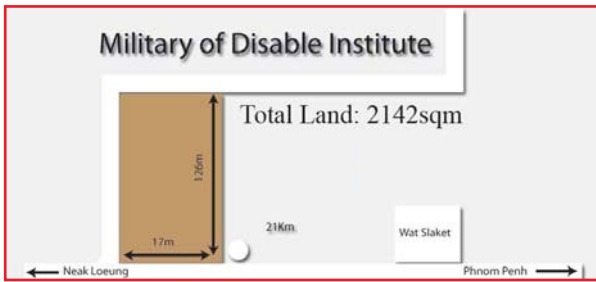 Military of Disable Institute
Total Land: 2142sqm
126m
17m
21Km
Wat Slaket
Neak Loeung
Phnom Penh